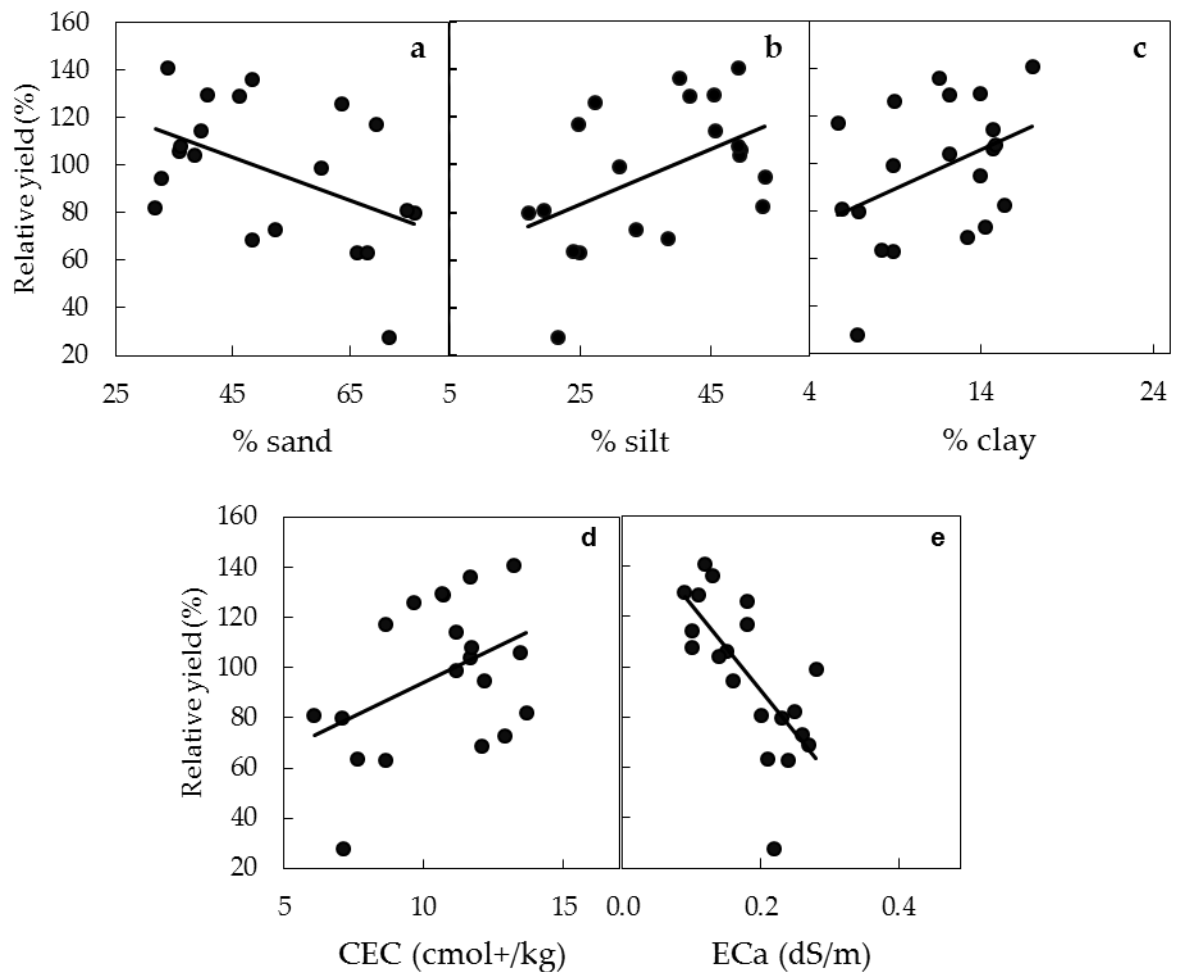 160
a
b
c
140
120
100
80
60
40
20
Relative yield (%)
25 45 65 5 25 45 4 14 24
% sand % silt % clay
160
d
e
140
120
100
80
60
40
20
Relative yield (%)
5 10 15 0.0 0.2 0.4
CEC (cmol+/kg) ECa (dS/m)